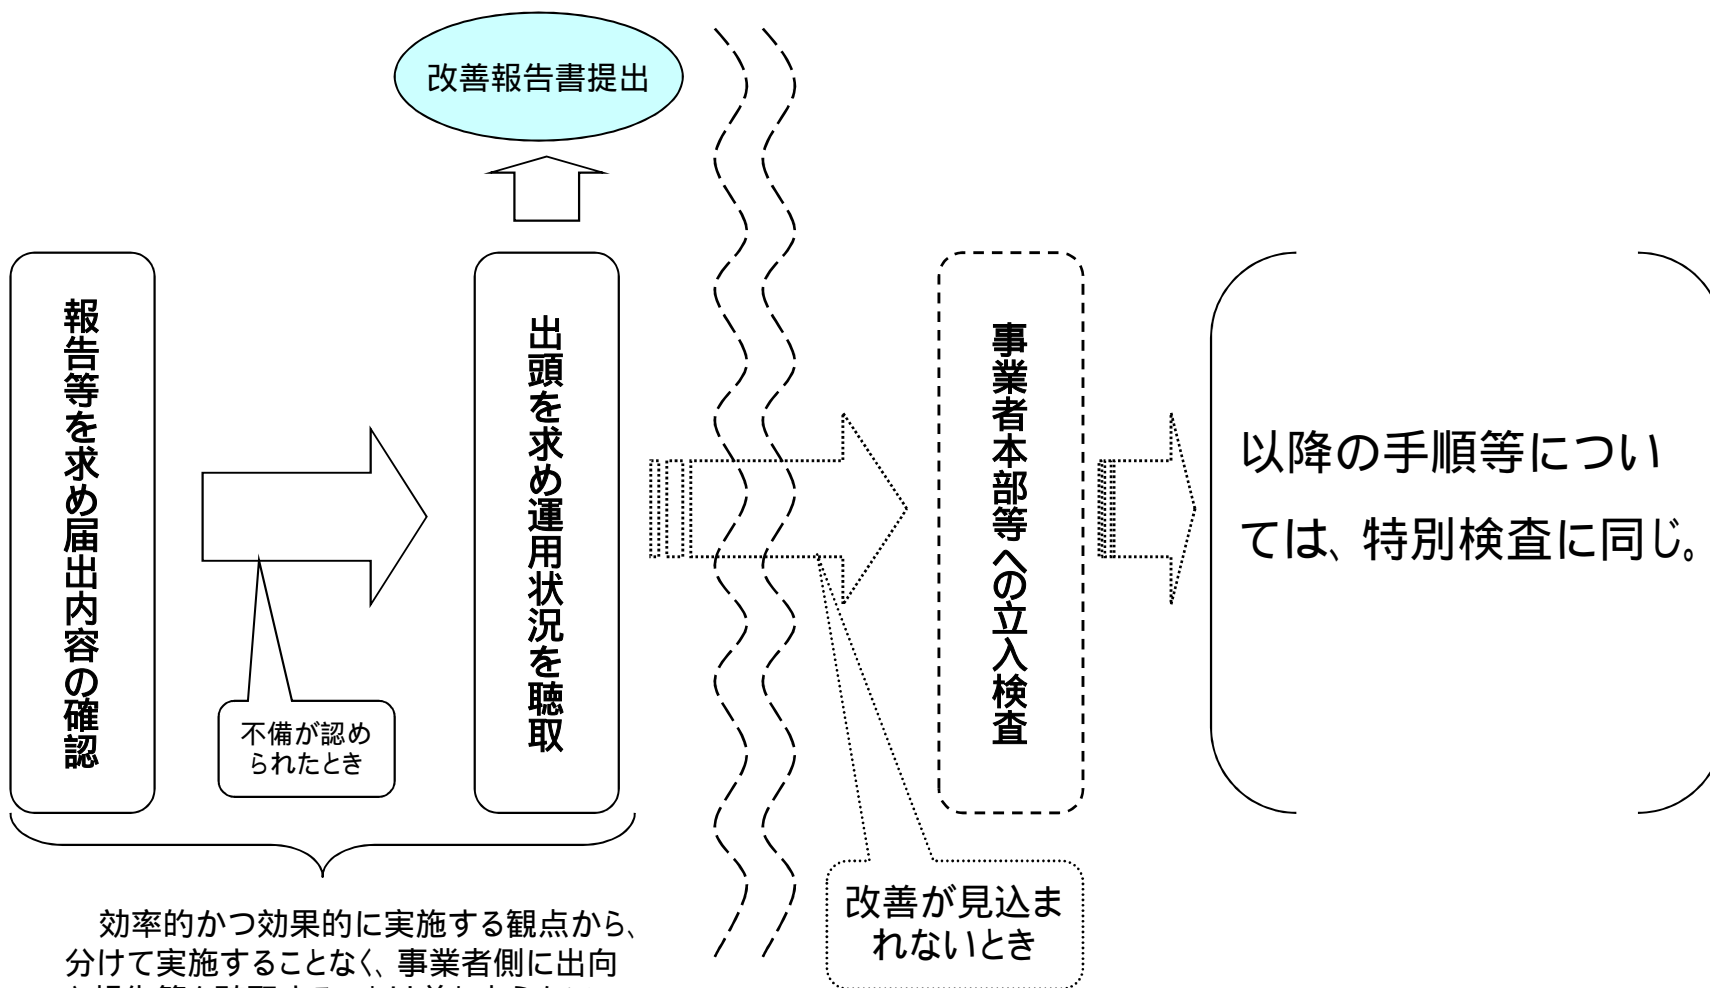 改善報告書提出
報告等を求め届出内容の確認
不備が認め
られたとき
出頭を求め運用状況を聴取
事業者本部等への立入検査
改善が見込ま
れないとき
以降の手順等につい
ては、特別検査に同じ。
効率的かつ効果的に実施する観点から、
分けて実施することなく、事業者側に出向